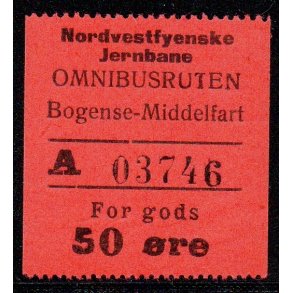 Nordvestfyenske
Jernbane
OMNIBUSRUTEN
Bogense-Middelfart
A 03746
For gods
50 øre